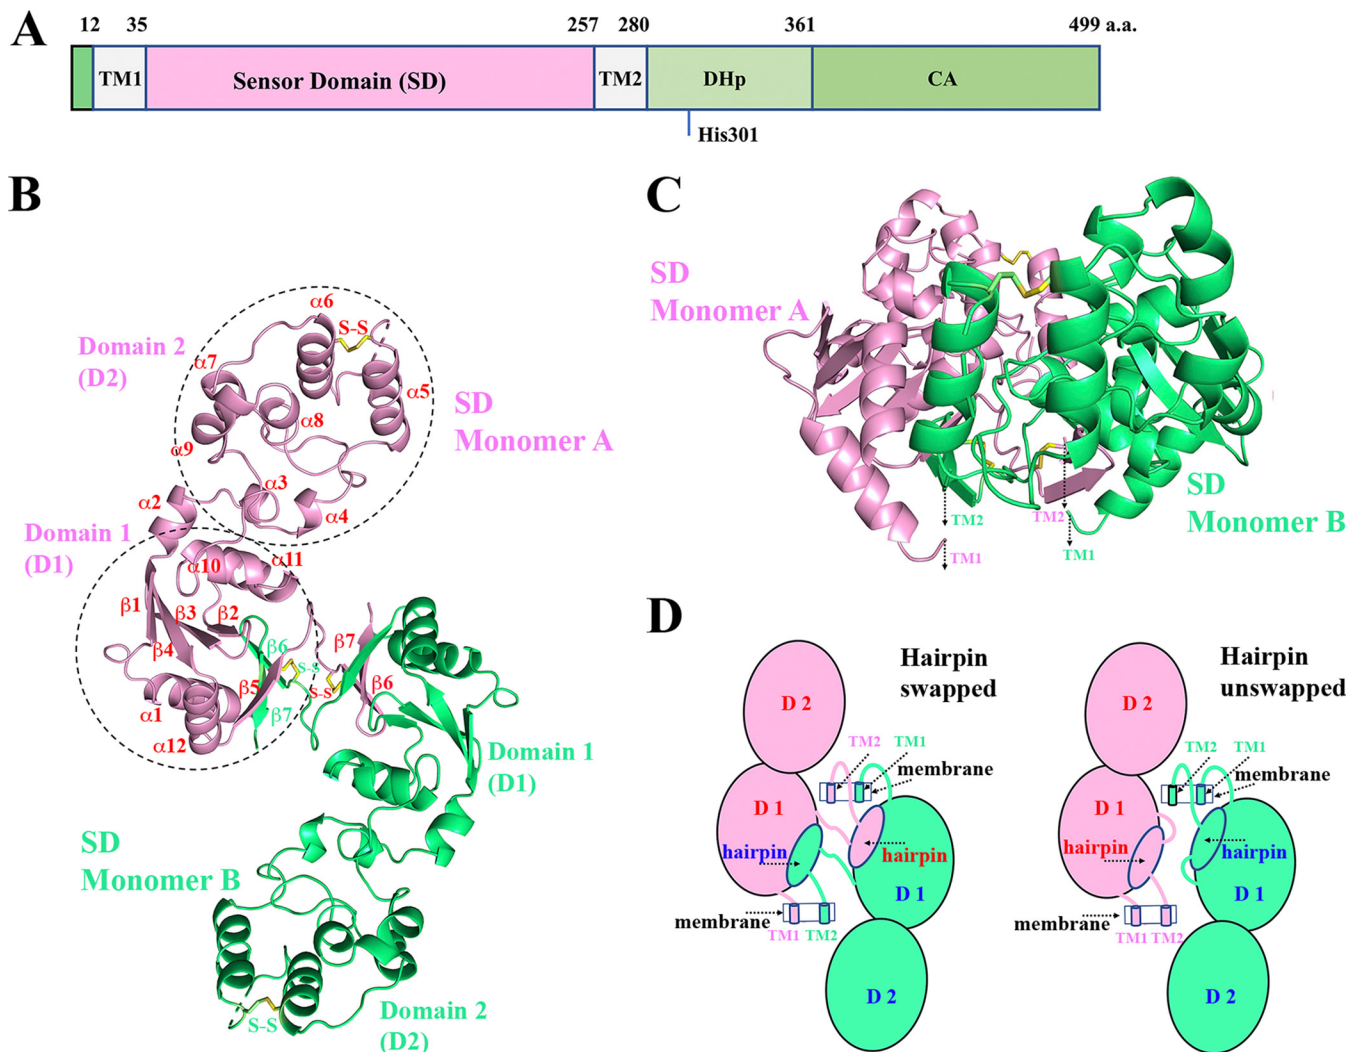 A
12 35 257 280 361 499 a.a.
TM1 Sensor Domain (SD) TM2 DHp CA
His301
B
α6
S-S
Domain 2
(D2)
α7
α5
α8
SD
Monomer A
α9
α3
α2
α4
Domain 1
(D1)
α10
α11
β1
β3
β2
β7
β6
β4
S-S
S-S
β5
β6
α1
β7
α12
Domain 1
(D1)
SD
Monomer B
Domain 2
(D2)
S-S
C
SD
Monomer A
SD
Monomer B
TM2
TM2
TM1
TM1
D
Hairpin
swapped
D 2
TM2 TM1
membrane
D 1
hairpin
hairpin
D 1
membrane
TM1 TM2
D 2
Hairpin
unswapped
D 2
TM2 TM1
membrane
D 1
hairpin
hairpin
D 1
membrane
TM1 TM2
D 2